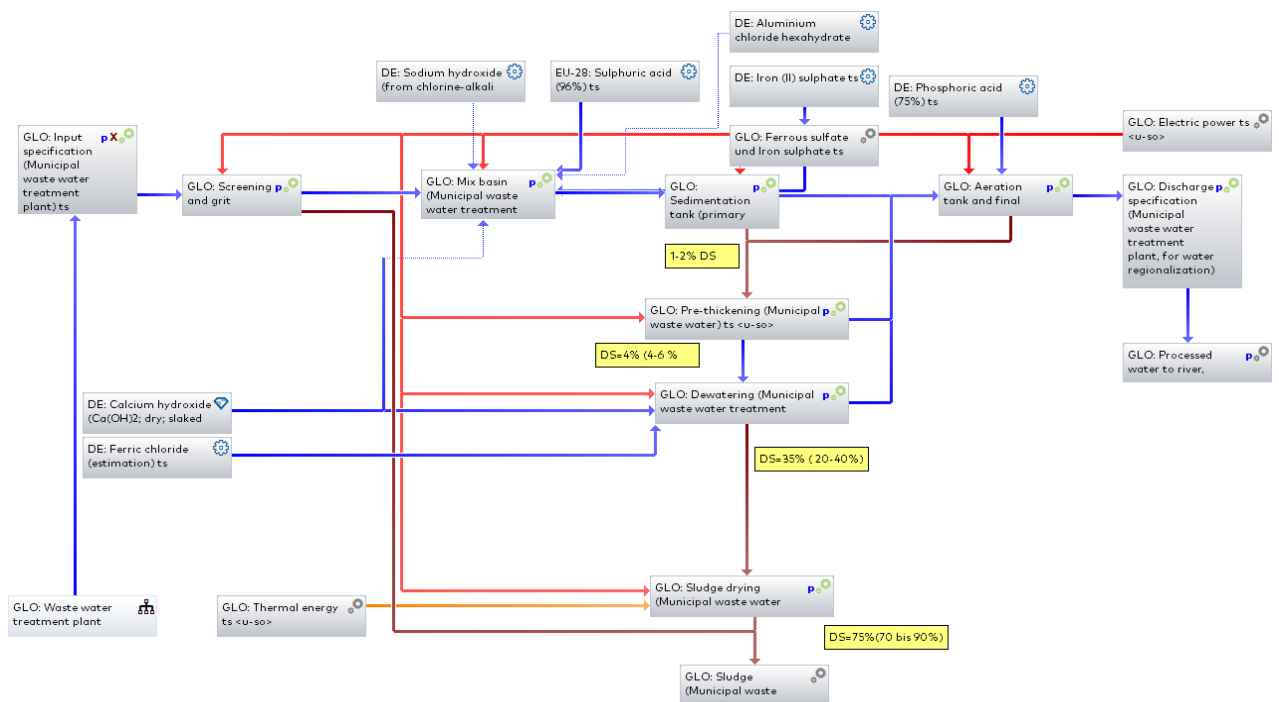 DE: Aluminium
chloride hexahydrate
DE: Sodium hydroxide
(from chlorine-alkali
EU-28: Sulphuric acid
(96%) ts
DE: Iron (II) sulphate ts
DE: Phosphoric acid
(75%) ts
GLO: Input
specification
(Municipal
waste water
treatment
plant) ts
p X
GLO: Ferrous sulfate
und Iron sulphate ts
GLO: Electric power ts
<u-so>
GLO: Screening
and grit
p
GLO: Mix basin
(Municipal waste
water treatment
p
GLO:
Sedimentation
tank (primary
p
GLO: Aeration
tank and final
p
GLO: Discharge
specification
(Municipal
waste water
treatment
plant, for water
regionalization)
p
1-2% DS
GLO: Pre-thickening (Municipal
waste water) ts <u-so>
p
DS=4% (4-6 %
GLO: Processed
water to river,
p
GLO: Dewatering (Municipal
waste water treatment
p
DE: Calcium hydroxide
(Ca(OH)2; dry; slaked
DE: Ferric chloride
(estimation) ts
DS=35% ( 20-40%)
GLO: Sludge drying
(Municipal waste water
p
GLO: Waste water
treatment plant
GLO: Thermal energy
ts <u-so>
DS=75%(70 bis 90%)
GLO: Sludge
(Municipal waste